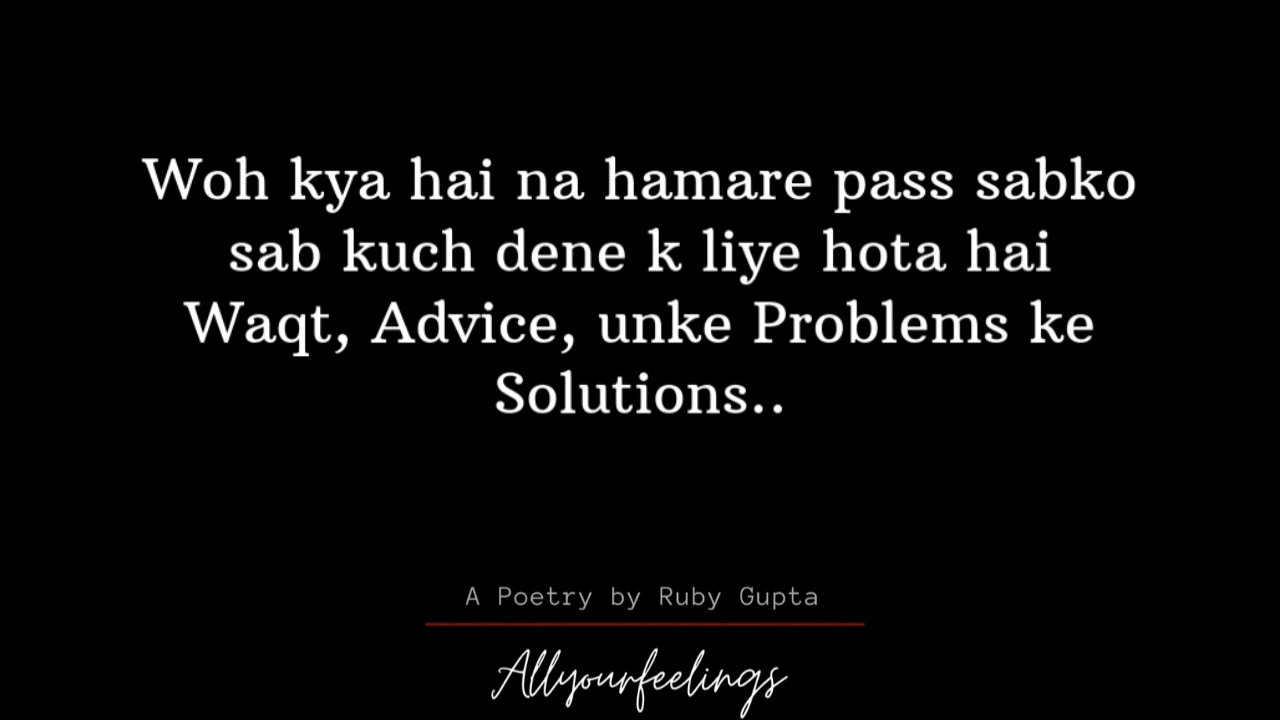 Woh kya hai na hamare pass sabko
sab kuch dene k liye hota hai
Waqt, Advice, unke Problems ke
Solutions..
A Poetry by Ruby Gupta
Allyourfeelings